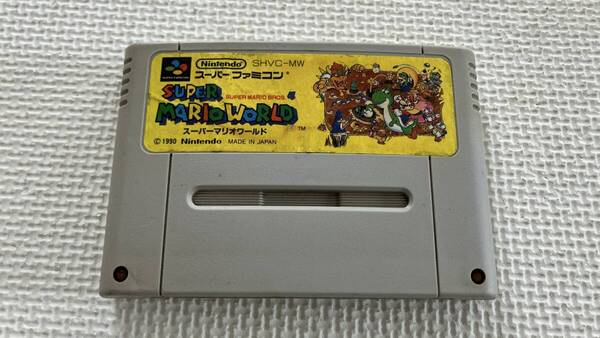 Nintendo SHVC-MW
スーパーファミコン®
SUPER MARIO WORLD
SUPER MARIO BROS. 4
スーパーマリオワールド ™
©1990 Nintendo MADE IN JAPAN